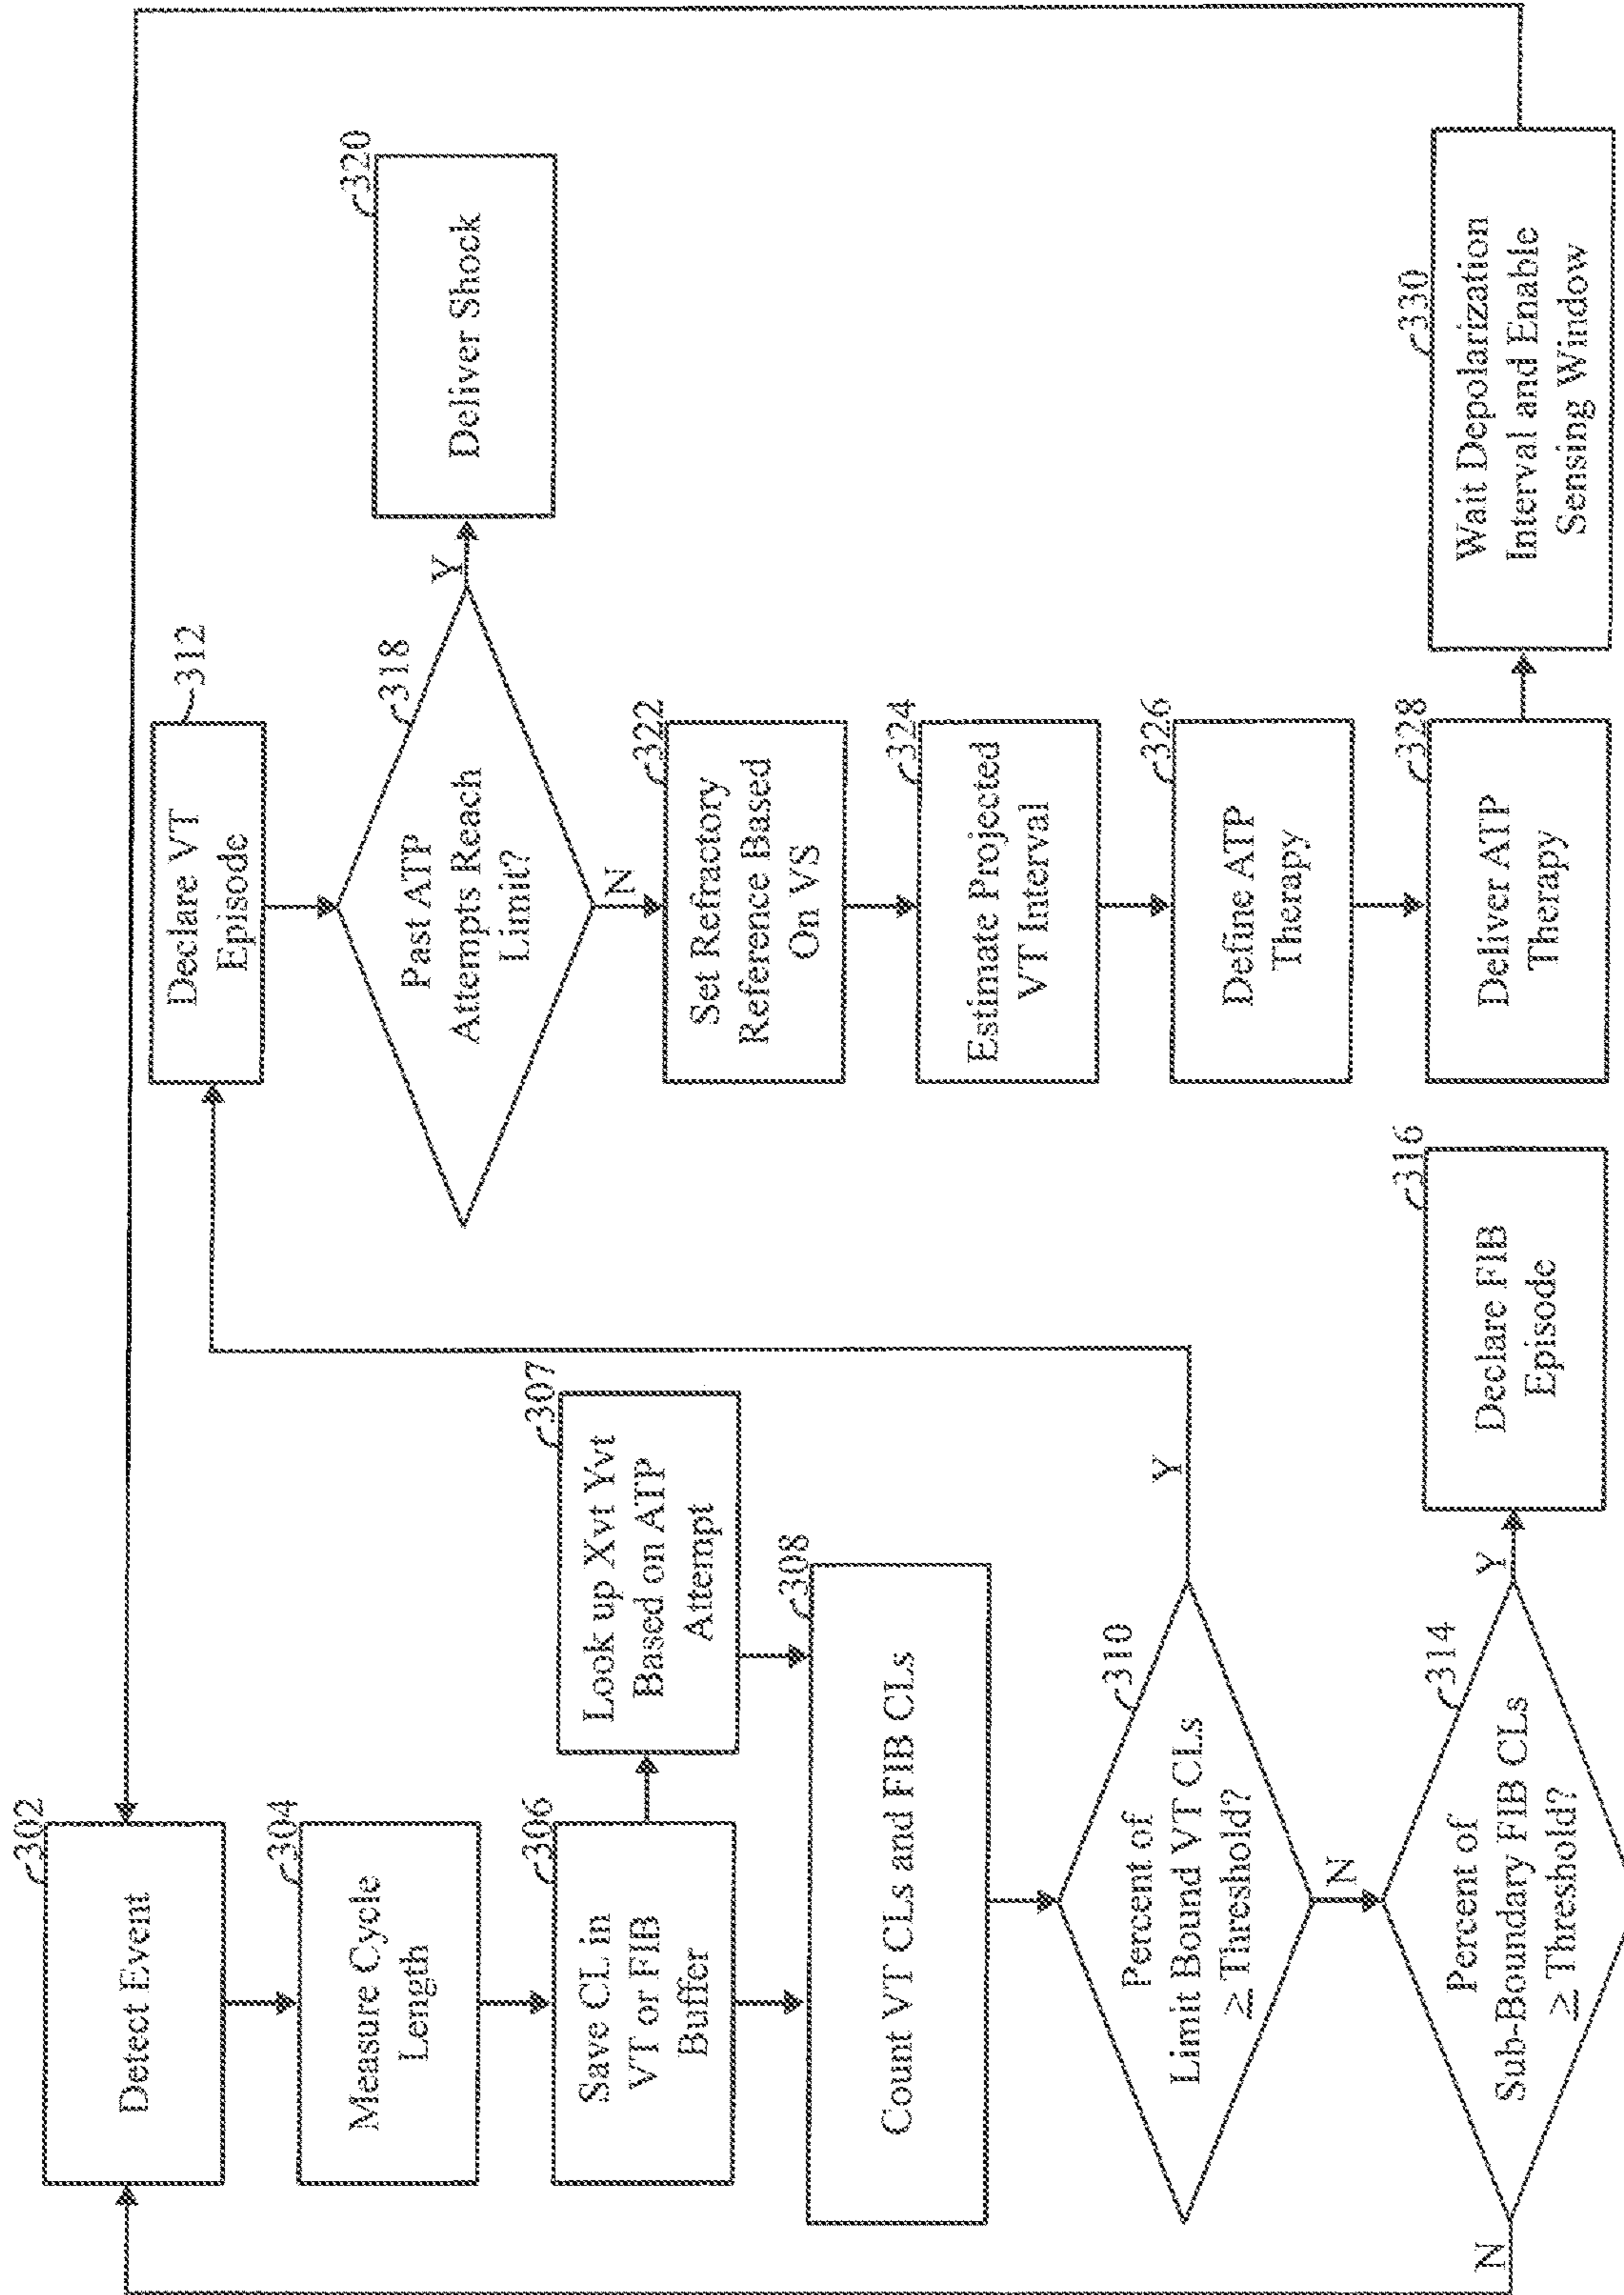 302
Detect Event
304
Measure Cycle
Length
306
Save CL in
VT or FIB
Buffer
307
Look up Xvt Yvt
Based on ATP
Attempt
308
Count VT CLs and FIB CLs
310
Percent of
Limit Bound VT CLs
≥ Threshold?
Y
N
314
Percent of
Sub-Boundary FIB CLs
≥ Threshold?
Y
N
316
Declare FIB
Episode
312
Declare VT
Episode
318
Past ATP
Attempts Reach
Limit?
Y
N
320
Deliver Shock
322
Set Refractory
Reference Based
On VS
324
Estimate Projected
VT Interval
326
Define ATP
Therapy
328
Deliver ATP
Therapy
330
Wait Depolarization
Interval and Enable
Sensing Window